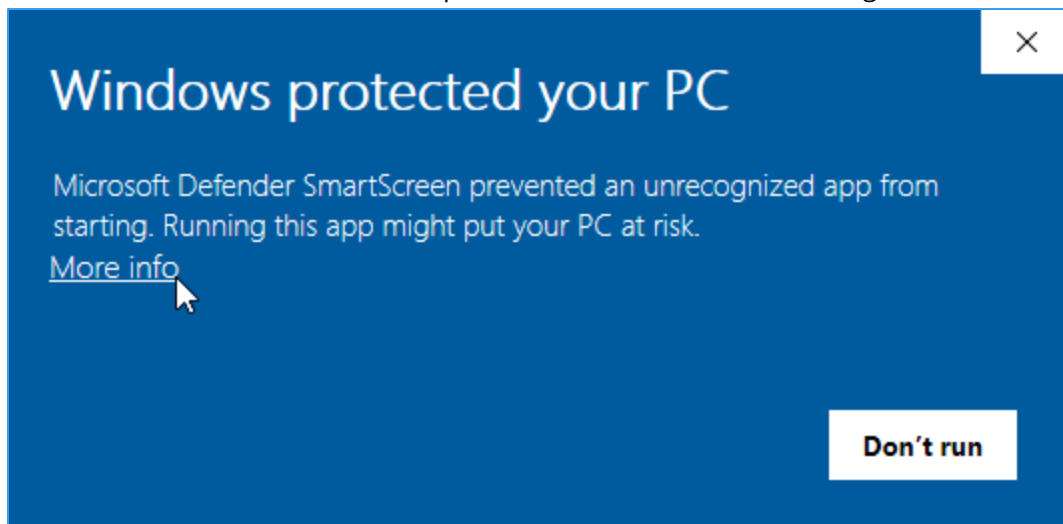 Windows protected your PC
Microsoft Defender SmartScreen prevented an unrecognized app from
starting. Running this app might put your PC at risk.
More info
Don't run